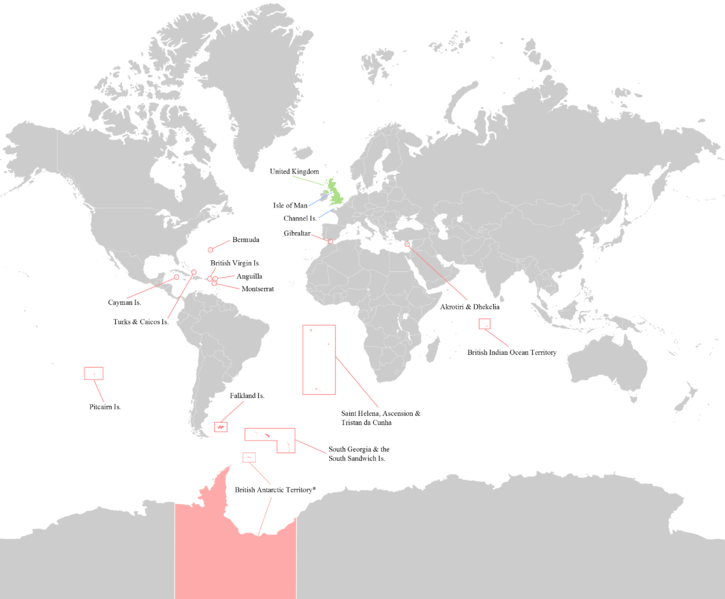 United Kingdom
Isle of Man
Channel Is.
Gibraltar
Bermuda
British Virgin Is.
Anguilla
Montserrat
Cayman Is.
Turks & Caicos Is.
Akrotiri & Dhekelia
British Indian Ocean Territory
Pitcairn Is.
Falkland Is.
Saint Helena, Ascension &
Tristan da Cunha
South Georgia & the
South Sandwich Is.
British Antarctic Territory*